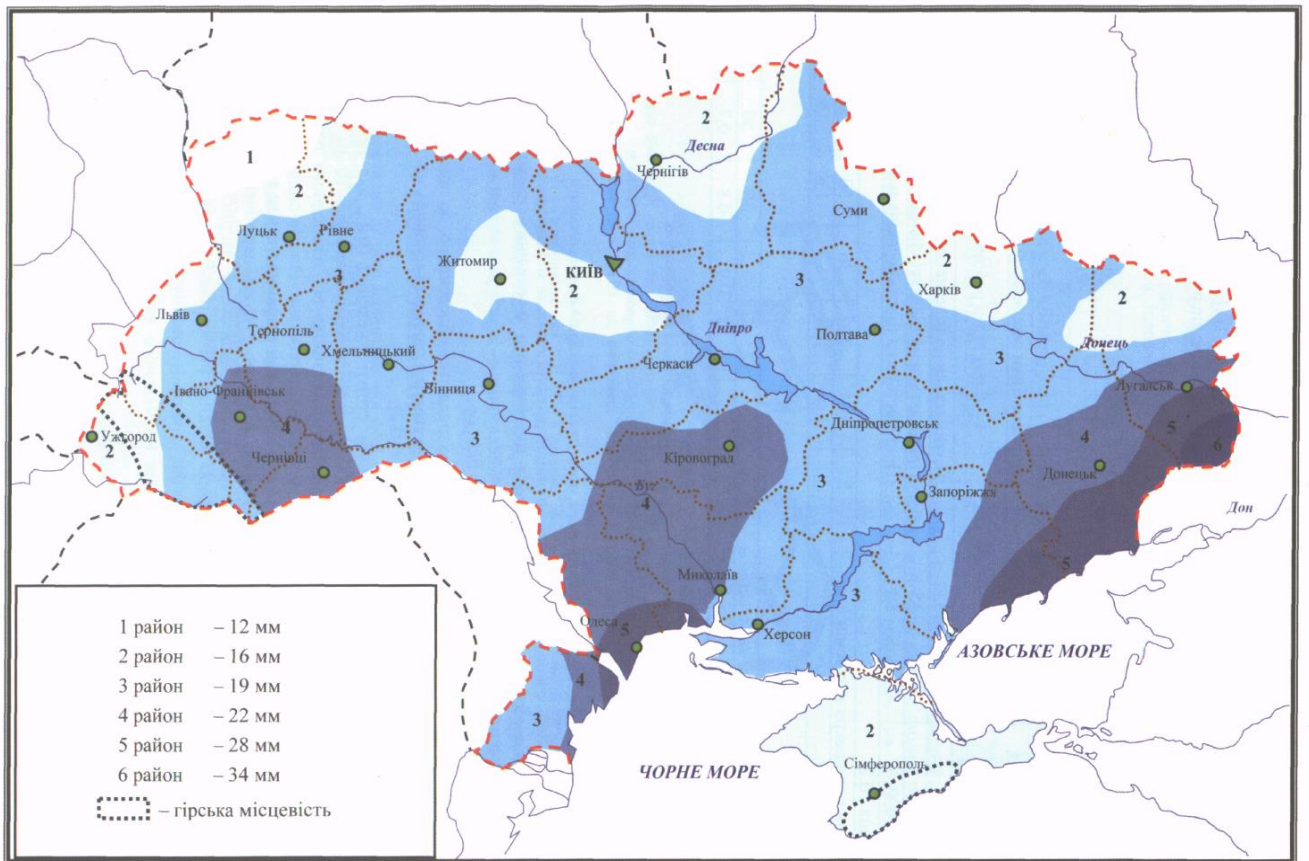 2
Десна
1
Чернігів
2
Суми
Луцьк
Рівне
2
3
Житомир
КИЇВ
2
3
Харків
2
Львів
Дніпро
Тернопіль
Полтава
Донець
Хмельницький
Черкаси
3
Вінниця
Луганськ
Івано-Франківськ
4
Дніпропетровськ
4
5
Ужгород
6
2
3
Кіровоград
Чернівці
3
Донецьк
Буг
4
Запоріжжя
Дон
5
Миколаїв
3
Одеса
5
Херсон
АЗОВСЬКЕ МОРЕ
4
3
2
ЧОРНЕ МОРЕ
Сімферополь
1 район – 12 мм
2 район – 16 мм
3 район – 19 мм
4 район – 22 мм
5 район – 28 мм
6 район – 34 мм
– гірська місцевість